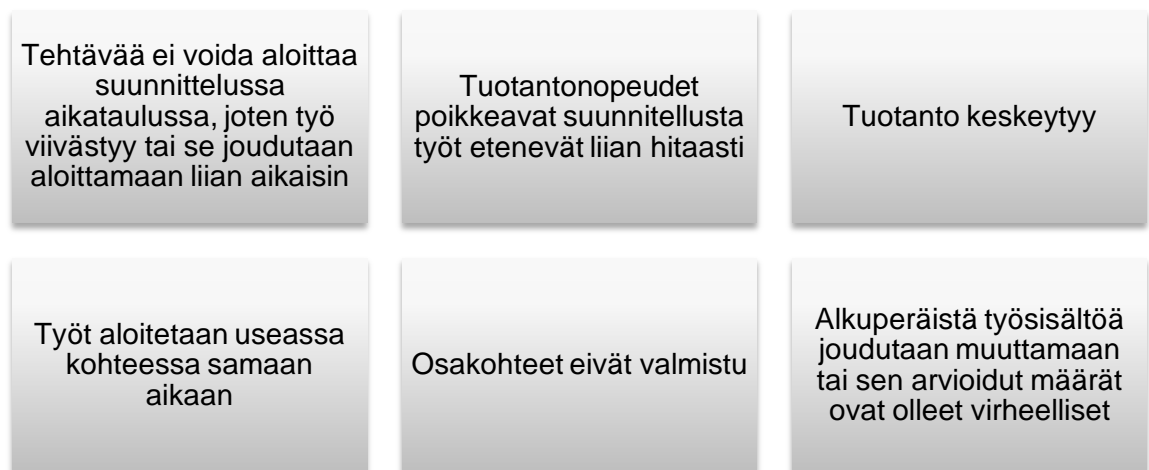 Tehtävää ei voida aloittaa
suunnittelussa
aikataulussa, joten työ
viivästyy tai se joudutaan
aloittamaan liian aikaisin
Tuotantonopeudet
poikkeavat suunnitellusta
työt etenevät liian hitaasti
Tuotanto keskeytyy
Työt aloitetaan useassa
kohteessa samaan
aikaan
Osakohteet eivät valmistu
Alkuperäistä työsisältöä
joudutaan muuttamaan
tai sen arvioidut määrät
ovat olleet virheelliset